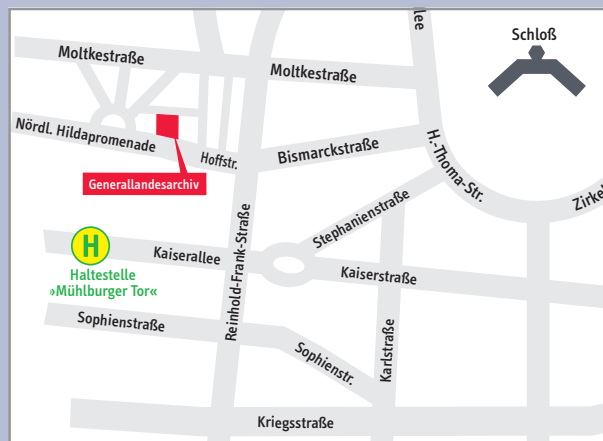 llee
Schloß
Moltkestraße
Moltkestraße
Nördl. Hildapromenade
Hoffstr.
Bismarckstraße
H.-Thoma-Str.
Generallandesarchiv
Stephanienstraße
Zirkel
Reinhold-Frank-Straße
H
Kaiserallee
Kaiserstraße
Haltestelle
»Mühlburger Tor«
Sophienstraße
Sophienstr.
Karlstraße
Kriegsstraße